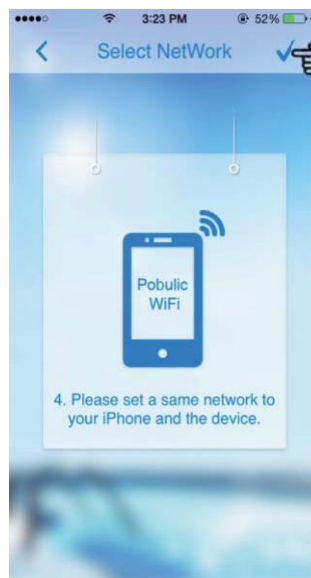 3:23 PM
52%
Select NetWork
Pobulic
WiFi
4. Please set a same network to
your iPhone and the device.